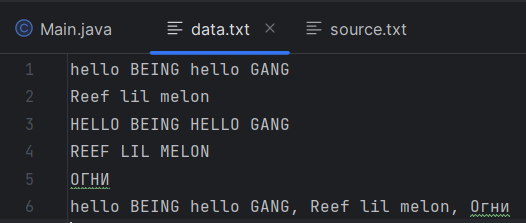 Main.java data.txt source.txt
1 hello BEING hello GANG
2 Reef lil melon
3 HELLO BEING HELLO GANG
4 REEF LIL MELON
5 ОГНИ
6 hello BEING hello GANG, Reef lil melon, Огни